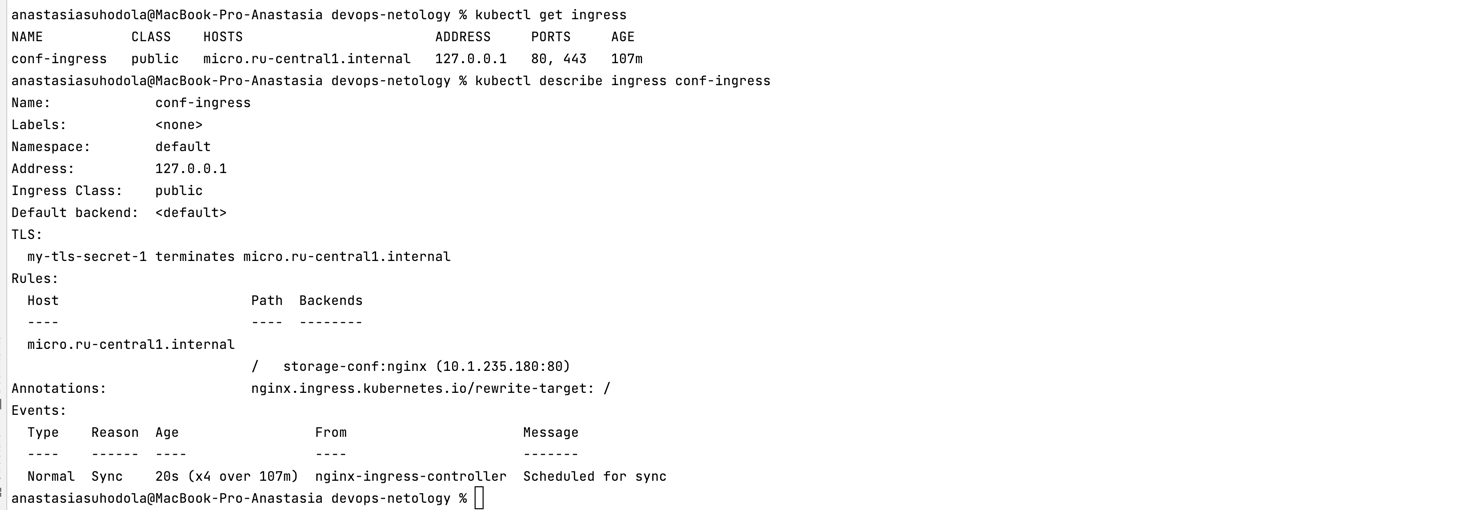 anastasiasuhodola@MacBook-Pro-Anastasia devops-netology % kubectl get ingress
NAME           CLASS    HOSTS                       ADDRESS     PORTS     AGE
conf-ingress   public   micro.ru-central1.internal   127.0.0.1   80, 443   107m
anastasiasuhodola@MacBook-Pro-Anastasia devops-netology % kubectl describe ingress conf-ingress
Name:             conf-ingress
Labels:           <none>
Namespace:        default
Address:          127.0.0.1
Ingress Class:    public
Default backend:  <default>
TLS:
  my-tls-secret-1 terminates micro.ru-central1.internal
Rules:
  Host                        Path  Backends
  ----                        ----  --------
  micro.ru-central1.internal
                              /   storage-conf:nginx (10.1.235.180:80)
Annotations:                  nginx.ingress.kubernetes.io/rewrite-target: /
Events:
  Type    Reason  Age                 From                      Message
  ----    ------  ----                ----                      -------
  Normal  Sync    20s (x4 over 107m)  nginx-ingress-controller  Scheduled for sync
anastasiasuhodola@MacBook-Pro-Anastasia devops-netology %